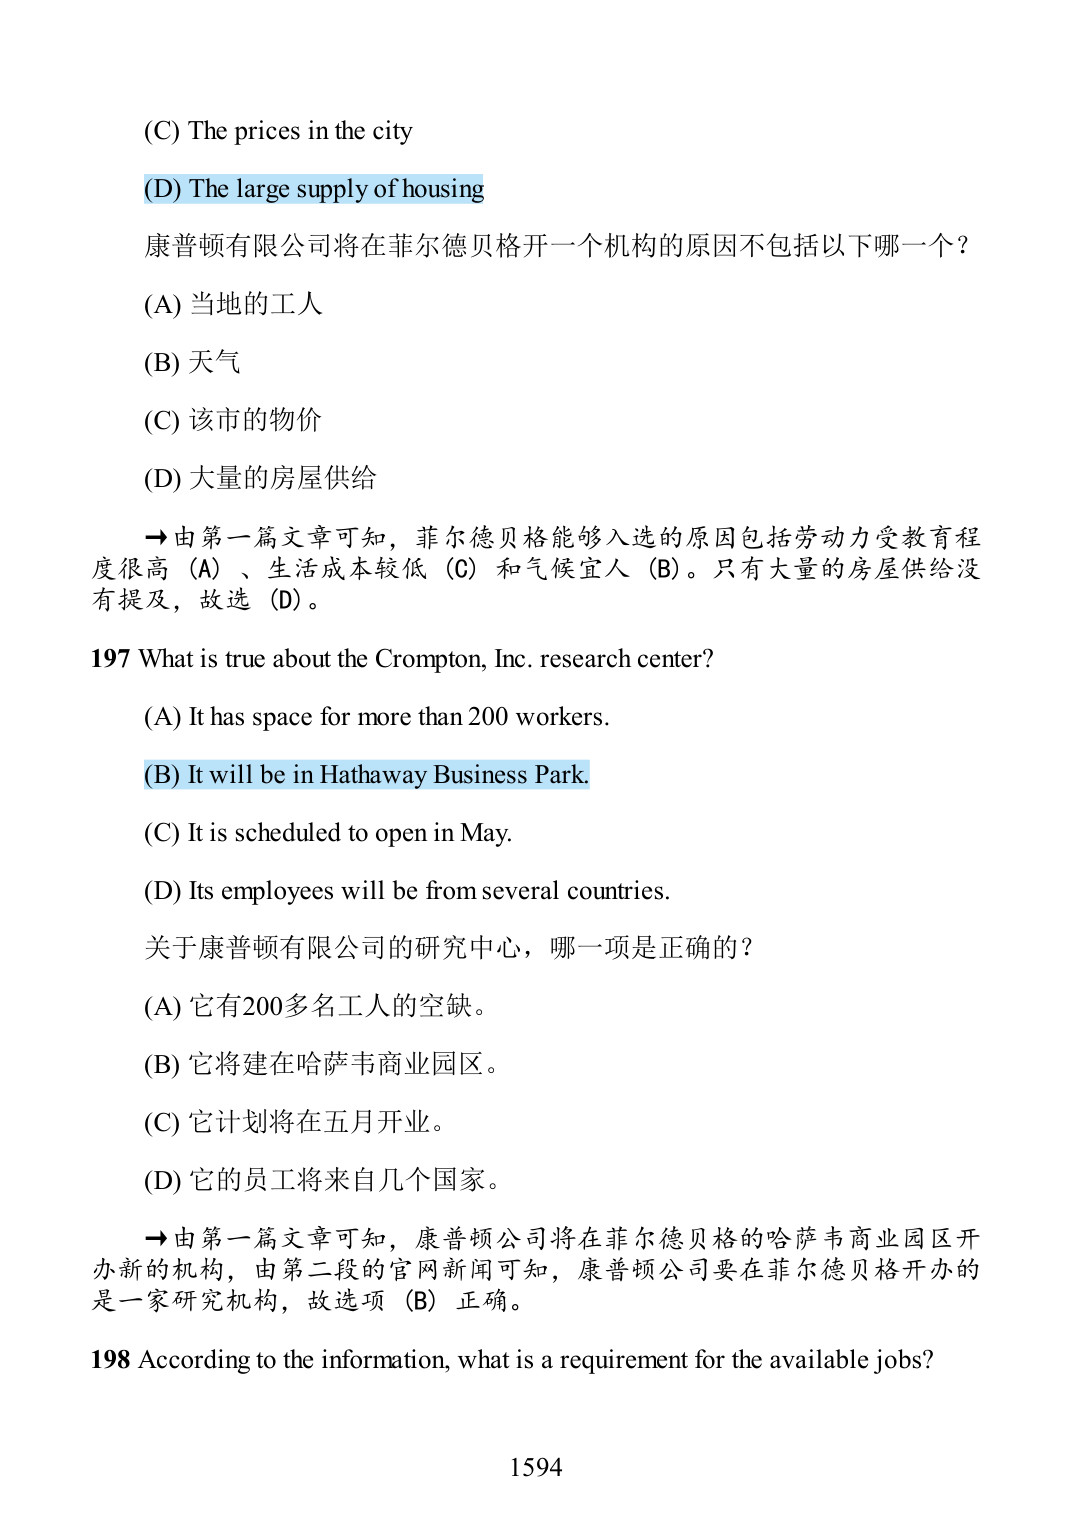 (C) The prices in the city
(D) The large supply of housing
康普顿有限公司将在菲尔德贝格开一个机构的原因不包括以下哪一个？
(A) 当地的工人
(B) 天气
(C) 该市的物价
(D) 大量的房屋供给
→由第一篇文章可知，菲尔德贝格能够入选的原因包括劳动力受教育程
度很高 (A) 、生活成本较低 (C) 和气候宜人 (B)。只有大量的房屋供给没
有提及，故选 (D)。
197 What is true about the Crompton, Inc. research center?
(A) It has space for more than 200 workers.
(B) It will be in Hathaway Business Park.
(C) It is scheduled to open in May.
(D) Its employees will be from several countries.
关于康普顿有限公司的研究中心，哪一项是正确的？
(A) 它有200多名工人的空缺。
(B) 它将建在哈萨韦商业园区。
(C) 它计划将在五月开业。
(D) 它的员工将来自几个国家。
→由第一篇文章可知，康普顿公司将在菲尔德贝格的哈萨韦商业园区开
办新的机构，由第二段的官网新闻可知，康普顿公司要在菲尔德贝格开办的
是一家研究机构，故选项 (B) 正确。
198 According to the information, what is a requirement for the available jobs?
1594